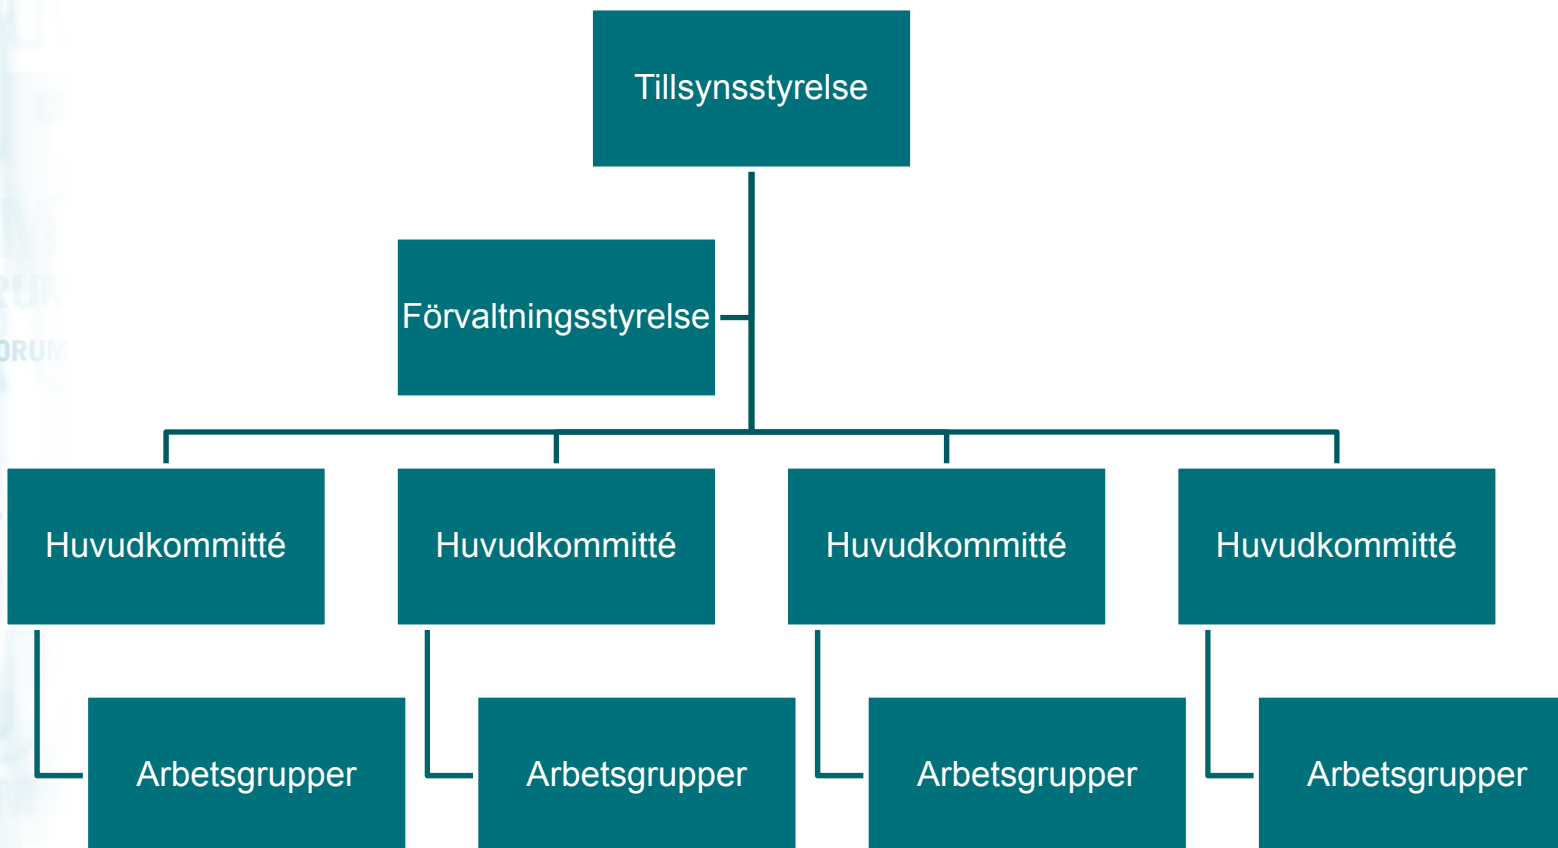 Tillsynsstyrelse
Förvaltningsstyrelse
Huvudkommitté
Huvudkommitté
Huvudkommitté
Huvudkommitté
Arbetsgrupper
Arbetsgrupper
Arbetsgrupper
Arbetsgrupper